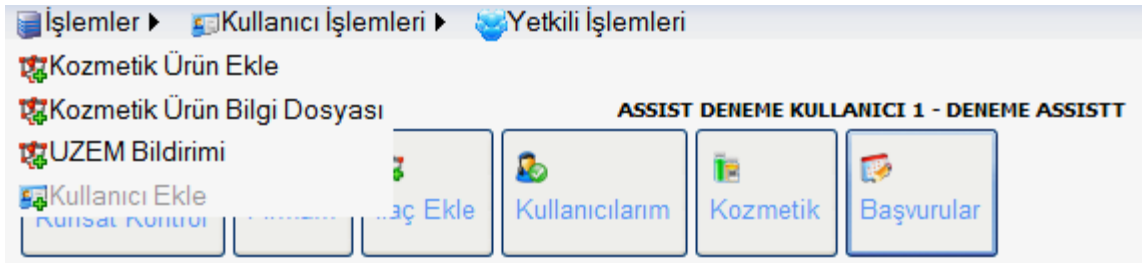 İşlemler Kullanıcı İşlemleri Yetkili İşlemleri
Kozmetik Ürün Ekle
Kozmetik Ürün Bilgi Dosyası
ASSIST DENEME KULLANICI 1 - DENEME ASSISTT
UZEM Bildirimi
Kullanıcı Ekle
Ekle Kullanıcılarım Kozmetik Başvurular